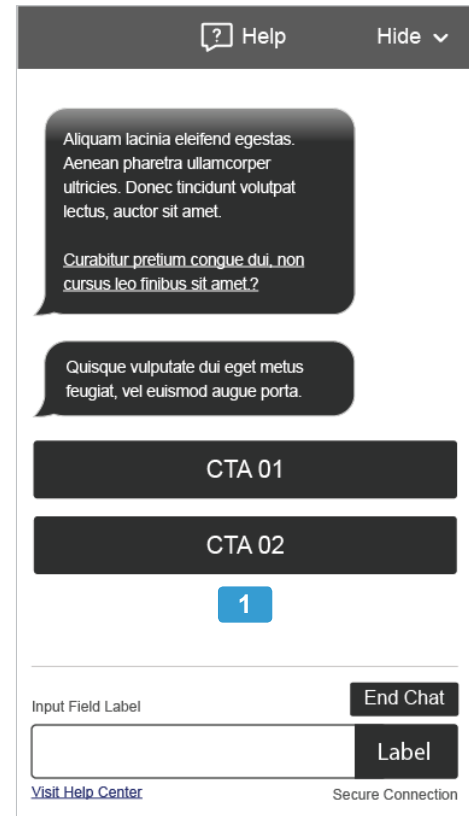 ? Help Hide
Aliquam lacinia eleifend egestas.
Aenean pharetra ullamcorper
ultricies. Donec tincidunt volutpat
lectus, auctor sit amet.
Curabitur pretium congue dui, non
cursus leo finibus sit amet.?
Quisque vulputate dui eget metus
feugiat, vel euismod augue porta.
CTA 01
CTA 02
1
Input Field Label
End Chat
Label
Visit Help Center
Secure Connection